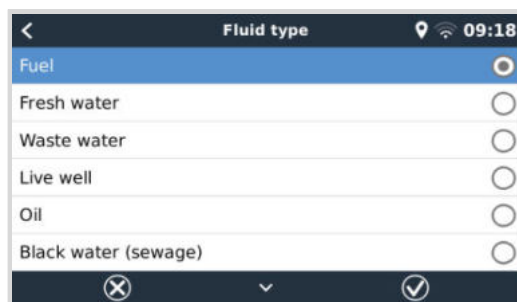 Fluid type 09:18
Fuel
Fresh water
Waste water
Live well
Oil
Black water (sewage)